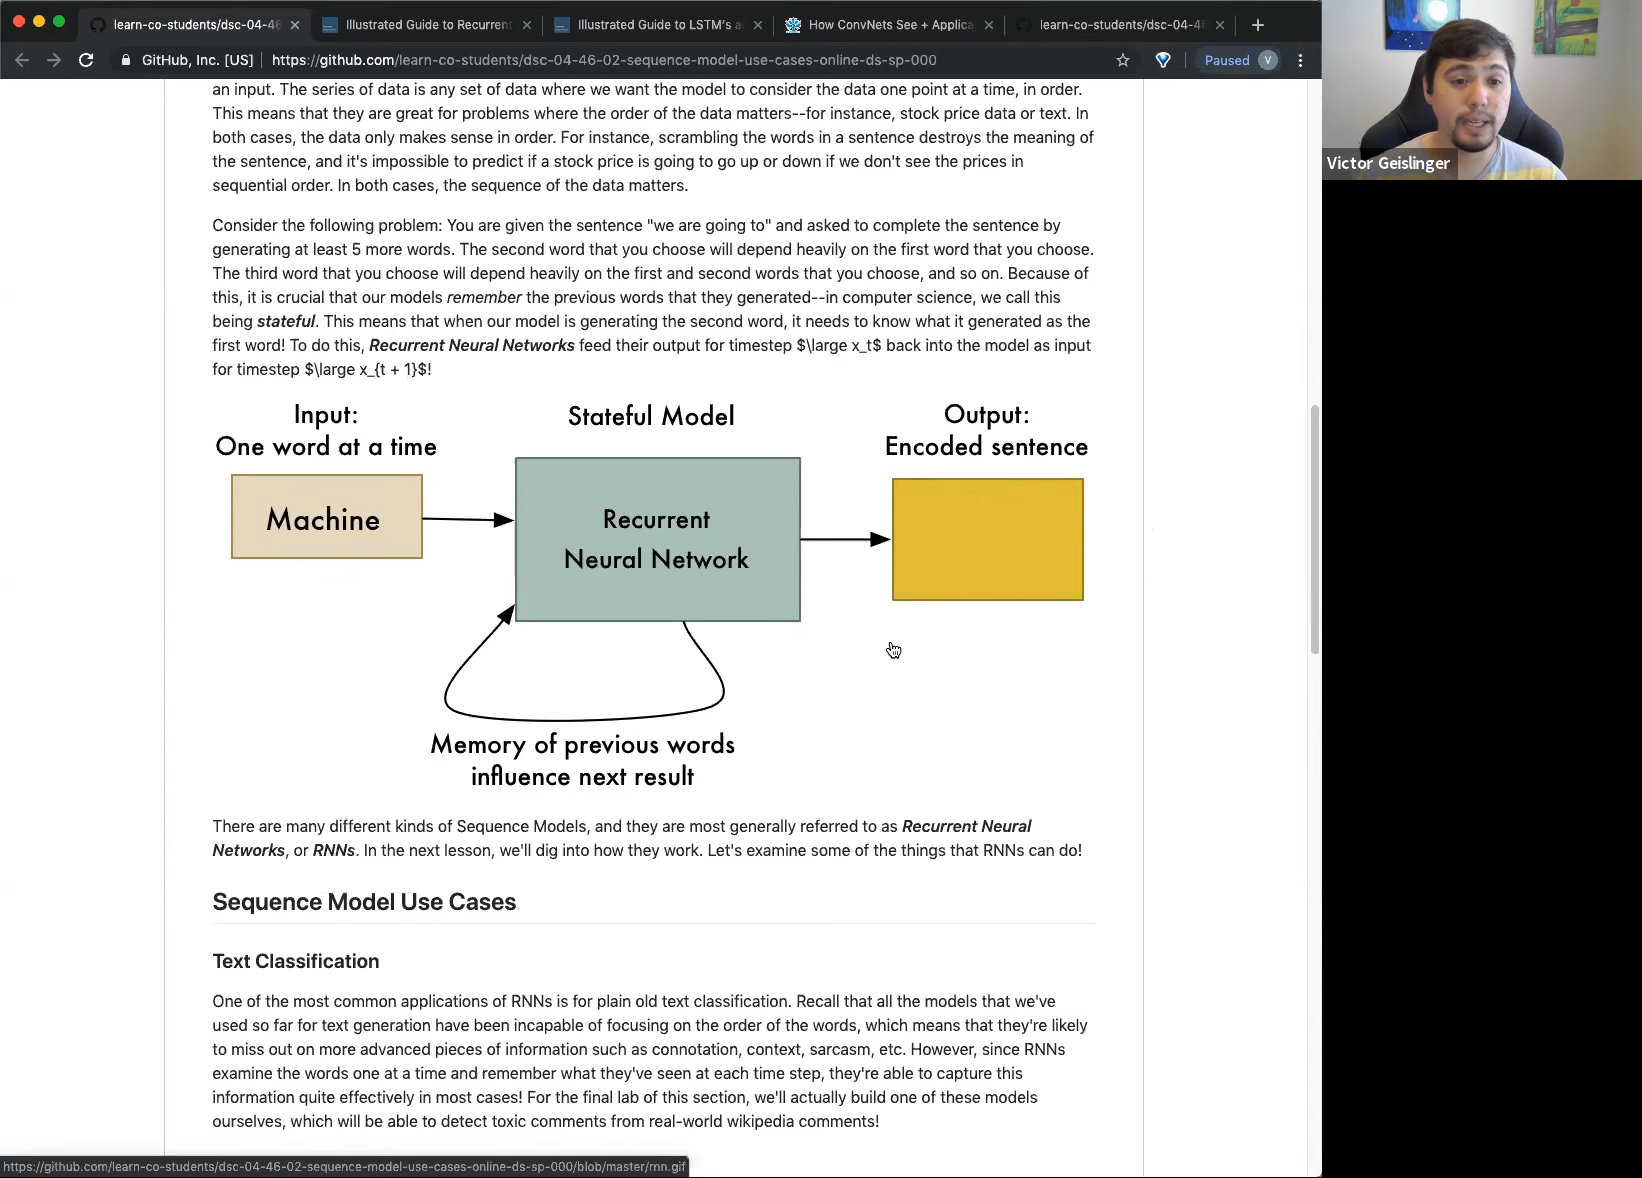 learn-co-students/dsc-04-46
Illustrated Guide to Recurrent
Illustrated Guide to LSTM's a
How ConvNets See + Applica
learn-co-students/dsc-04-46
GitHub, Inc. [US]
https://github.com/learn-co-students/dsc-04-46-02-sequence-model-use-cases-online-ds-sp-000
Paused
V
Victor Geislinger
an input. The series of data is any set of data where we want the model to consider the data one point at a time, in order.
This means that they are great for problems where the order of the data matters--for instance, stock price data or text. In
both cases, the data only makes sense in order. For instance, scrambling the words in a sentence destroys the meaning of
the sentence, and it's impossible to predict if a stock price is going to go up or down if we don't see the prices in
sequential order. In both cases, the sequence of the data matters.
Consider the following problem: You are given the sentence "we are going to" and asked to complete the sentence by
generating at least 5 more words. The second word that you choose will depend heavily on the first word that you choose.
The third word that you choose will depend heavily on the first and second words that you choose, and so on. Because of
this, it is crucial that our models remember the previous words that they generated--in computer science, we call this
being stateful. This means that when our model is generating the second word, it needs to know what it generated as the
first word! To do this, Recurrent Neural Networks feed their output for timestep $\large x_t$ back into the model as input
for timestep $\large x_{t + 1}$!
Input:
One word at a time
Stateful Model
Output:
Encoded sentence
Machine
Recurrent
Neural Network
Memory of previous words
influence next result
There are many different kinds of Sequence Models, and they are most generally referred to as Recurrent Neural
Networks, or RNNs. In the next lesson, we'll dig into how they work. Let's examine some of the things that RNNs can do!
Sequence Model Use Cases
Text Classification
One of the most common applications of RNNs is for plain old text classification. Recall that all the models that we've
used so far for text generation have been incapable of focusing on the order of the words, which means that they're likely
to miss out on more advanced pieces of information such as connotation, context, sarcasm, etc. However, since RNNs
examine the words one at a time and remember what they've seen at each time step, they're able to capture this
information quite effectively in most cases! For the final lab of this section, we'll actually build one of these models
ourselves, which will be able to detect toxic comments from real-world wikipedia comments!
https://github.com/learn-co-students/dsc-04-46-02-sequence-model-use-cases-online-ds-sp-000/blob/master/rnn.gif